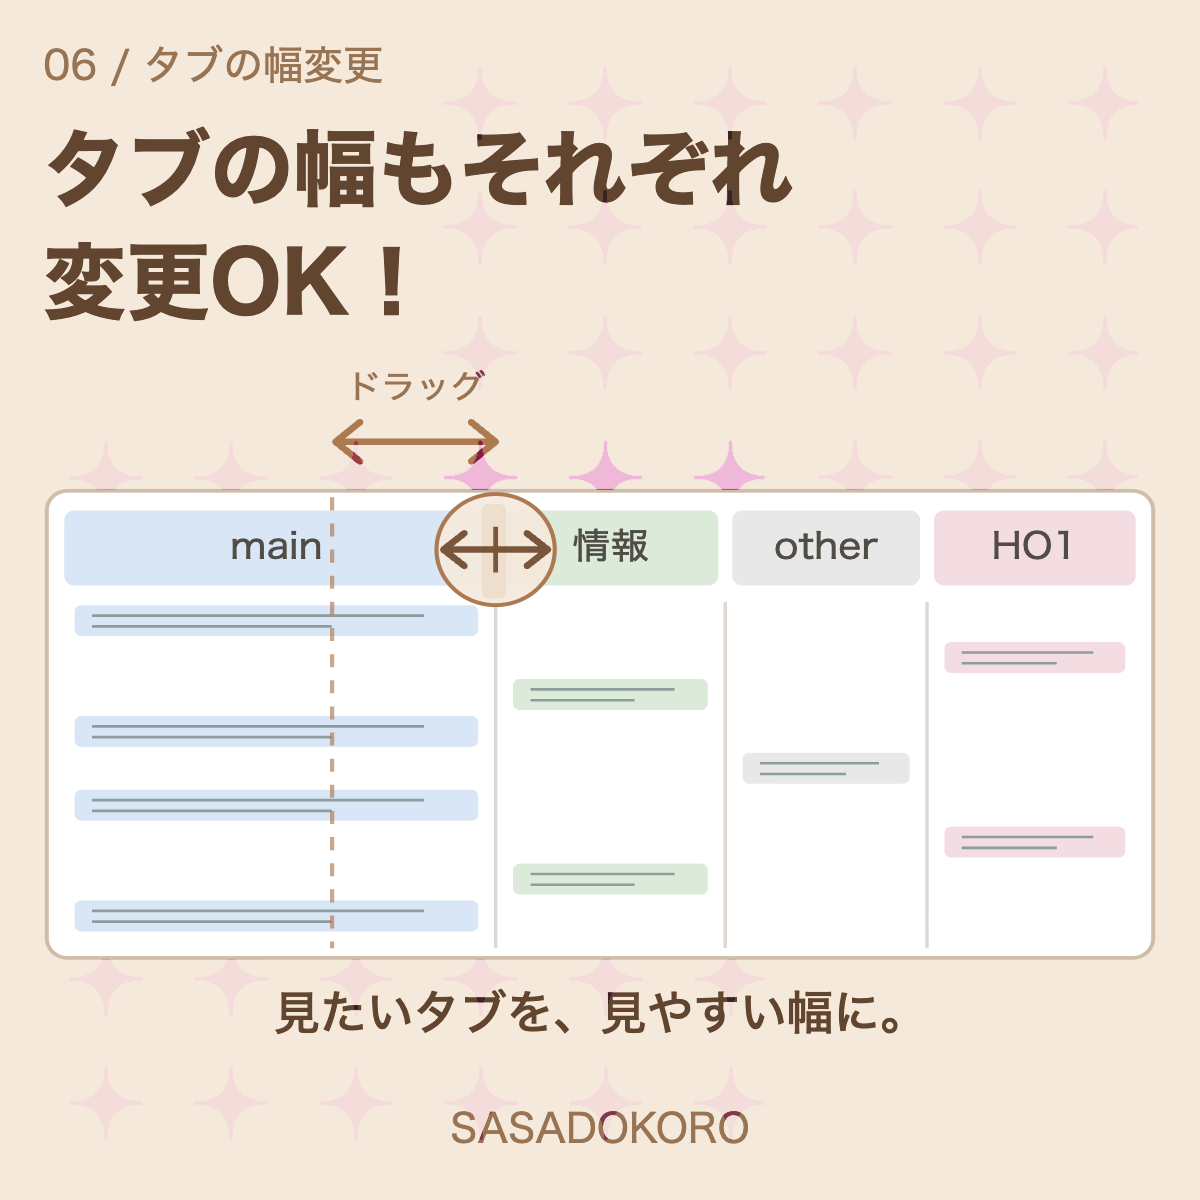 06 / タブの幅変更
タブの幅もそれぞれ
変更OK！
ドラッグ
main
情報
other
HO1
見たいタブを、見やすい幅に。
SASADOKORO